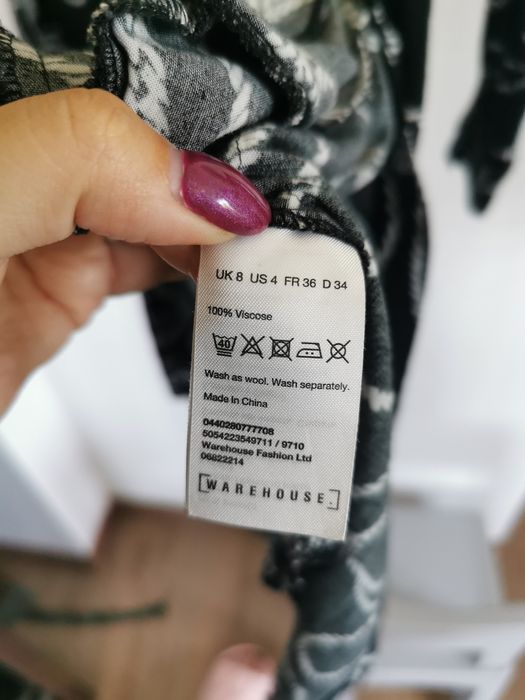 UK 8 US 4 FR 36 D 34
100% Viscose
40
Wash as wool. Wash separately.
Made in China
0440280777708
5054223549711 / 9710
Warehouse Fashion Ltd
06822214
[WAREHOUSE.]